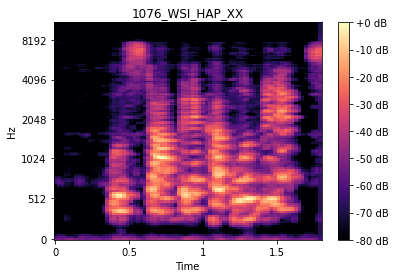 1076_WSI_HAP_XX
8192
4096
2048
1024
512
0
Hz
0
0.5
1
1.5
Time
+0 dB
-10 dB
-20 dB
-30 dB
-40 dB
-50 dB
-60 dB
-70 dB
-80 dB